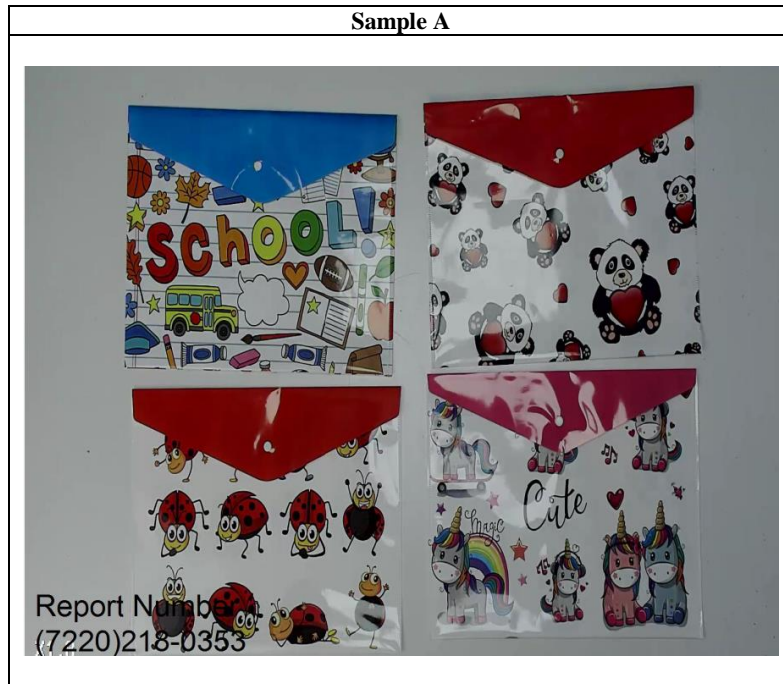 Sample A
SCHOOL!
Cute
Magic
Report Number
(7220)218-0353